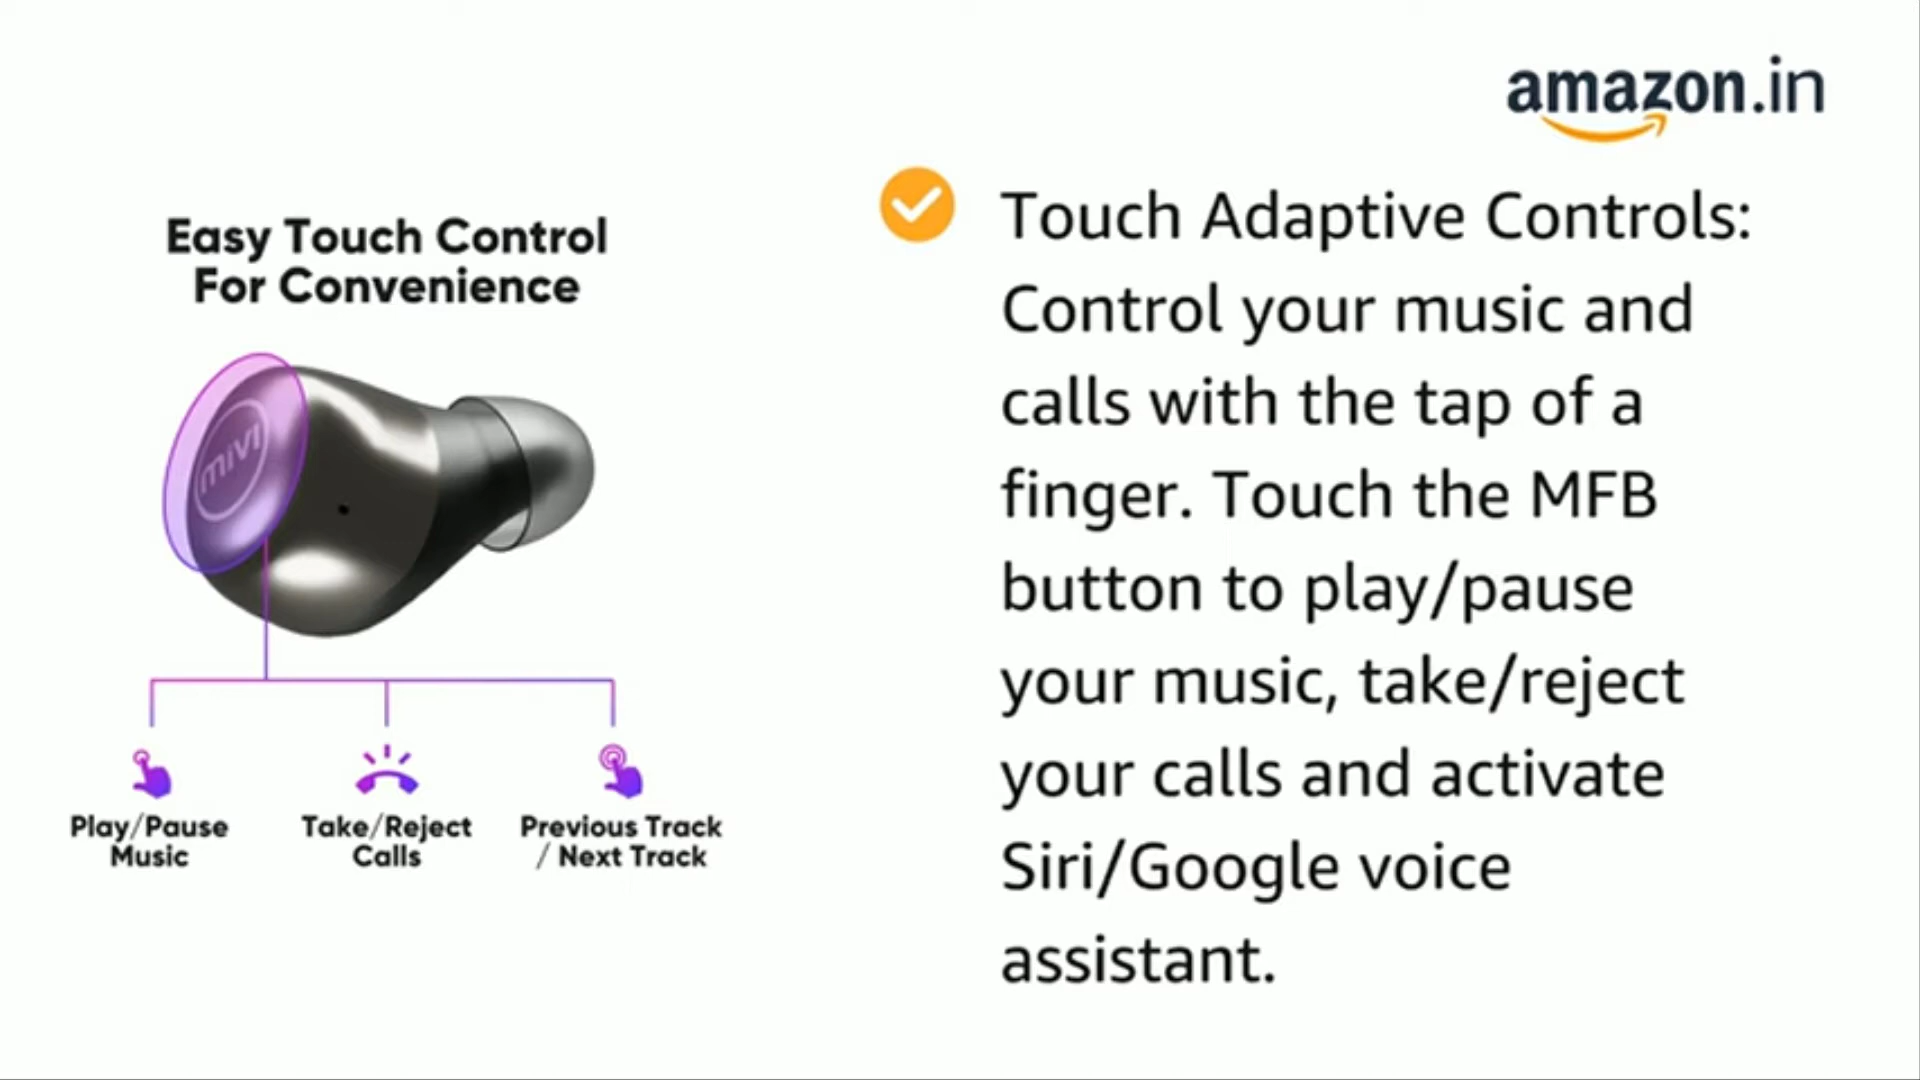 amazon.in
Easy Touch Control
For Convenience
mivi
Play/Pause
Music
Take/Reject
Calls
Previous Track
/ Next Track
Touch Adaptive Controls:
Control your music and
calls with the tap of a
finger. Touch the MFB
button to play/pause
your music, take/reject
your calls and activate
Siri/Google voice
assistant.